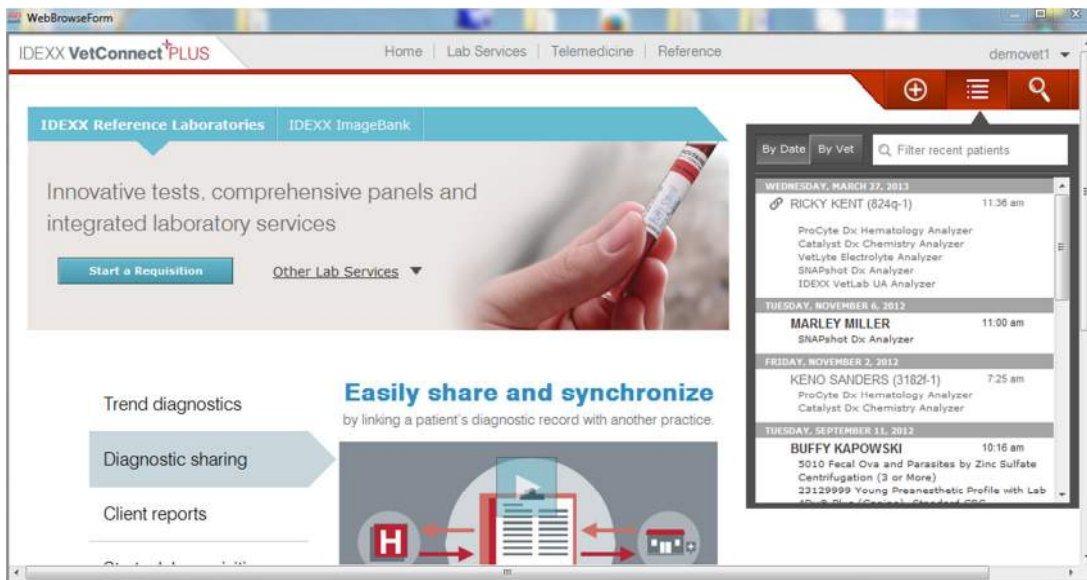 WebBrowseForm
IDEXX VetConnect PLUS
Home | Lab Services | Telemedicine | Reference
demovet1
IDEXX Reference Laboratories
IDEXX ImageBank
Innovative tests, comprehensive panels and
integrated laboratory services
Start a Requisition
Other Lab Services
By Date
By Vet
Filter recent patients
WEDNESDAY, MARCH 27, 2013
RICKY KENT (824q-1) 11:36 am
ProCyte Dx Hematology Analyzer
Catalyst Dx Chemistry Analyzer
VetLyte Electrolyte Analyzer
SNAPshot Dx Analyzer
IDEXX VetLab UA Analyzer
TUESDAY, NOVEMBER 6, 2012
MARLEY MILLER 11:00 am
SNAPshot Dx Analyzer
FRIDAY, NOVEMBER 2, 2012
KENO SANDERS (3182f-1) 7:25 am
ProCyte Dx Hematology Analyzer
Catalyst Dx Chemistry Analyzer
TUESDAY, SEPTEMBER 11, 2012
BUFFY KAPOWSKI 10:16 am
5010 Fecal Ova and Parasites by Zinc Sulfate
Centrifugation (3 or More)
23129999 Young Preanesthetic Profile with Lab
Trend diagnostics
Diagnostic sharing
Client reports
Easily share and synchronize
by linking a patient's diagnostic record with another practice.
H